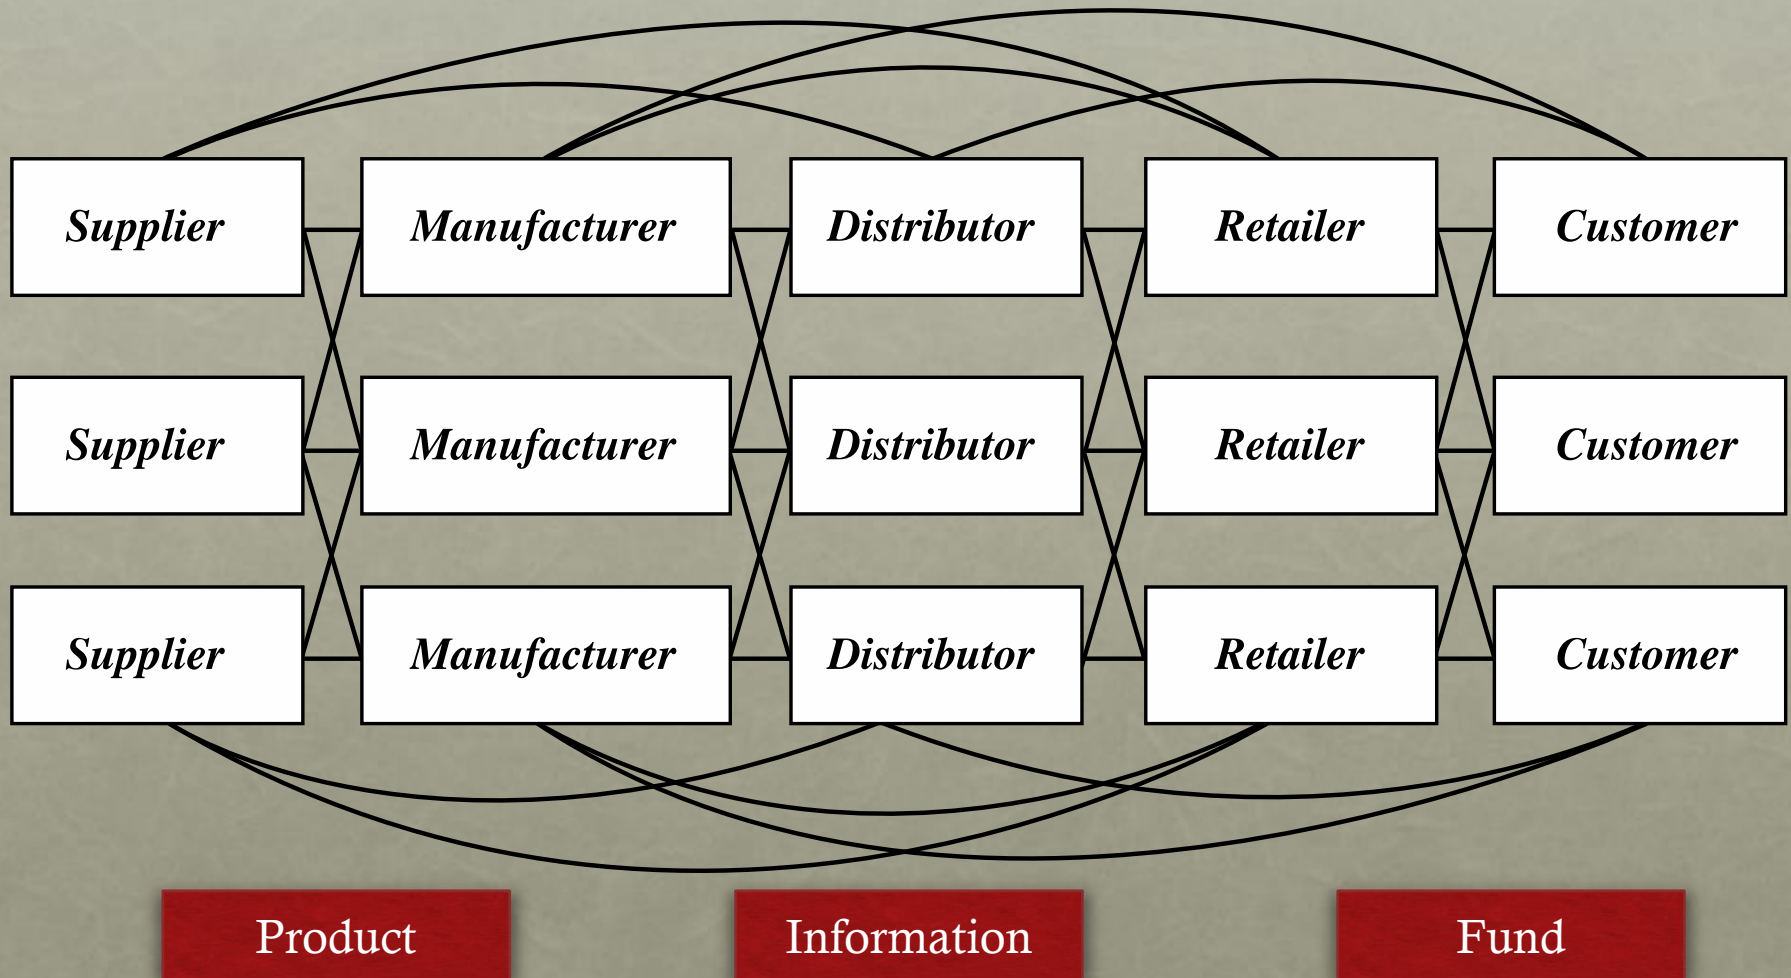 Supplier
Manufacturer
Distributor
Retailer
Customer
Supplier
Manufacturer
Distributor
Retailer
Customer
Supplier
Manufacturer
Distributor
Retailer
Customer
Product
Information
Fund